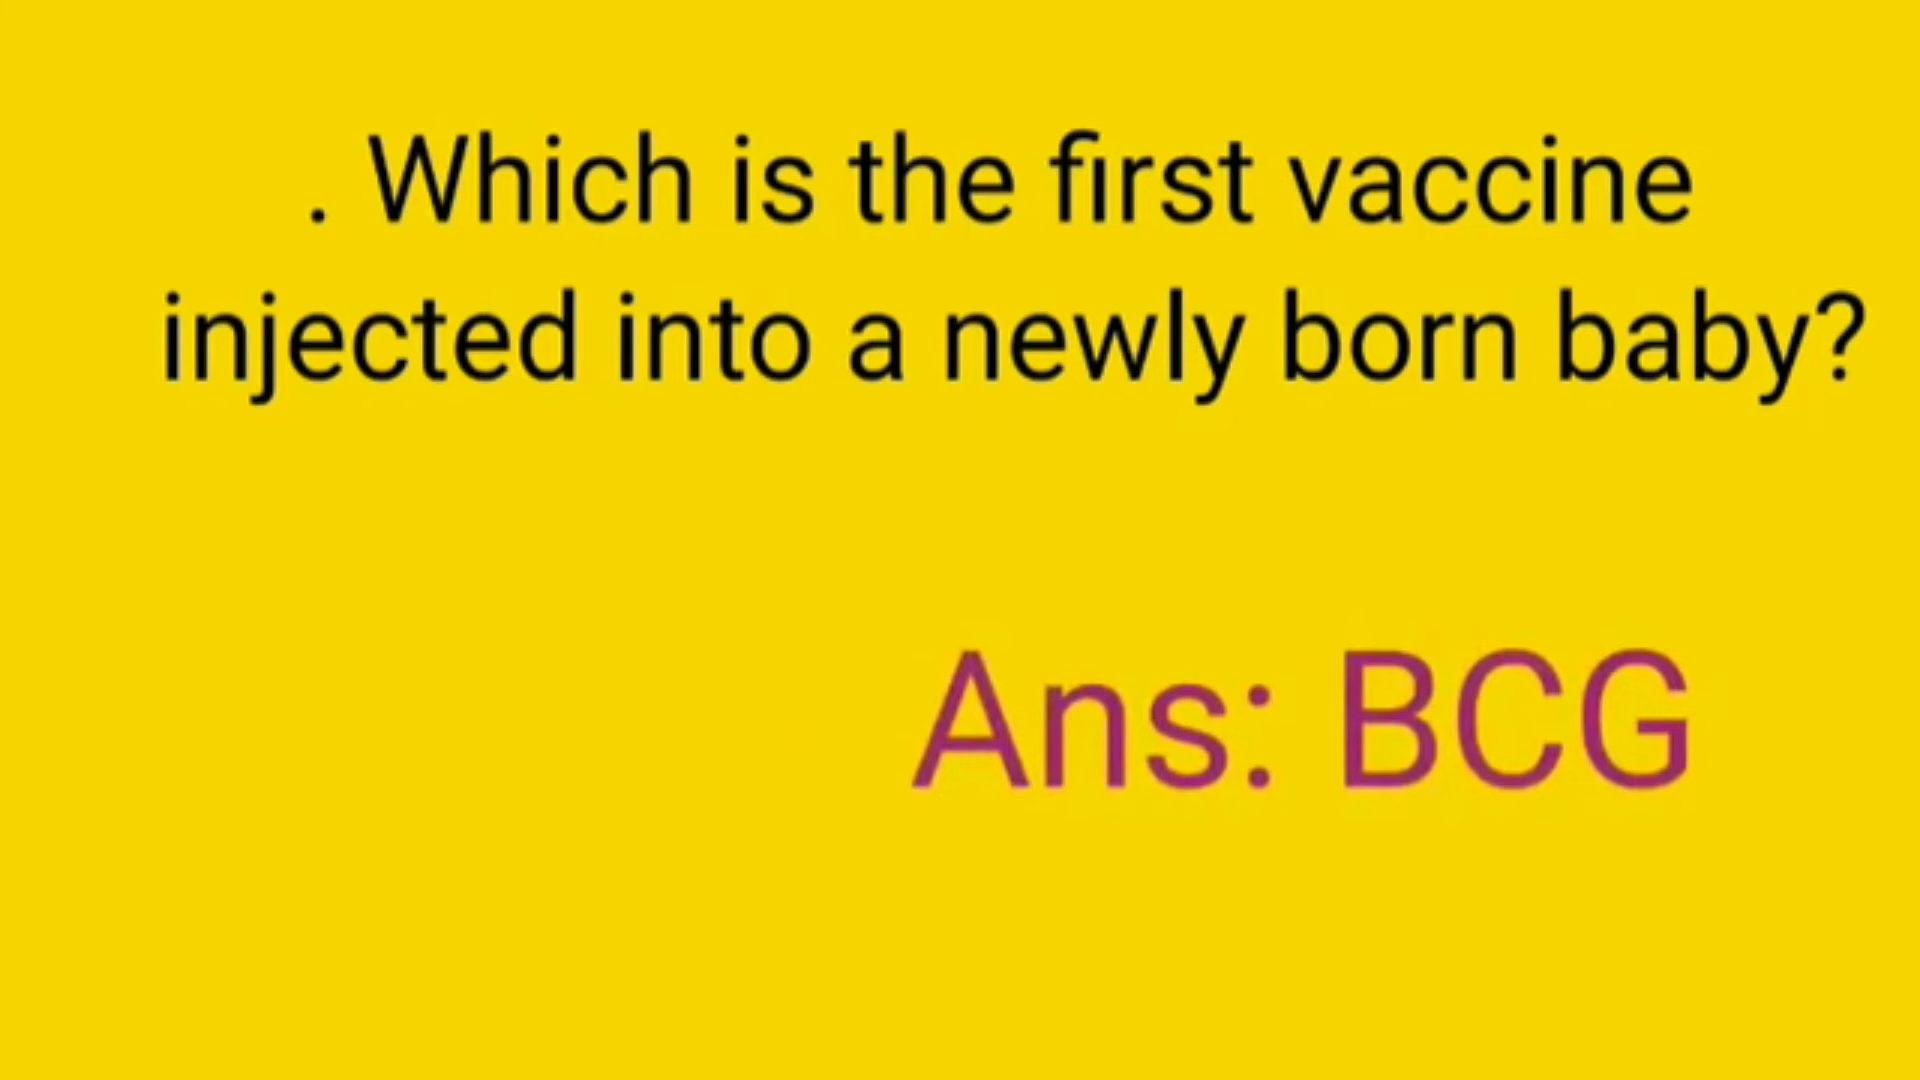 . Which is the first vaccine
injected into a newly born baby?
Ans: BCG